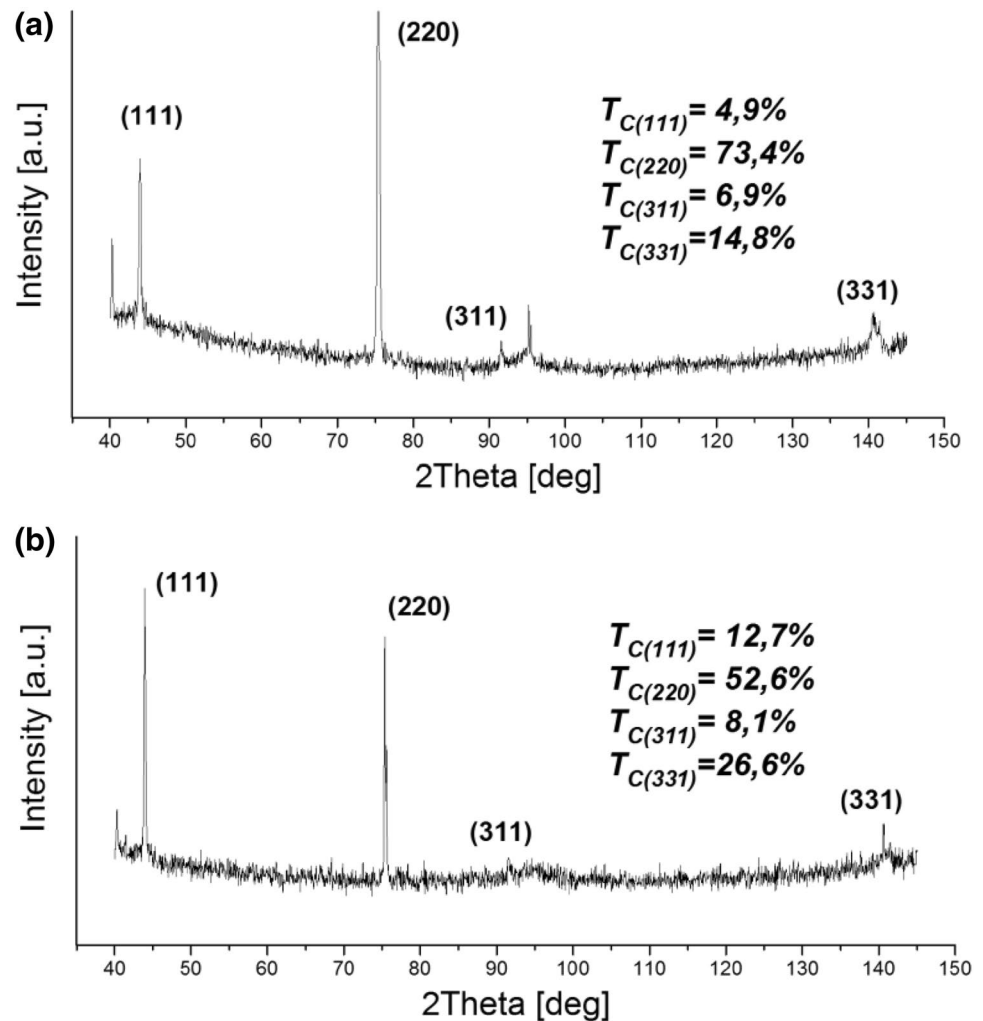 (a)
(220)
(111)
T_C(111)= 4,9%
T_C(220)= 73,4%
T_C(311)= 6,9%
T_C(331)=14,8%
(311)
(331)
Intensity [a.u.]
40 50 60 70 80 90 100 110 120 130 140 150
2Theta [deg]
(b)
(111)
(220)
T_C(111)= 12,7%
T_C(220)= 52,6%
T_C(311)= 8,1%
T_C(331)=26,6%
(311)
(331)
Intensity [a.u.]
40 50 60 70 80 90 100 110 120 130 140 150
2Theta [deg]